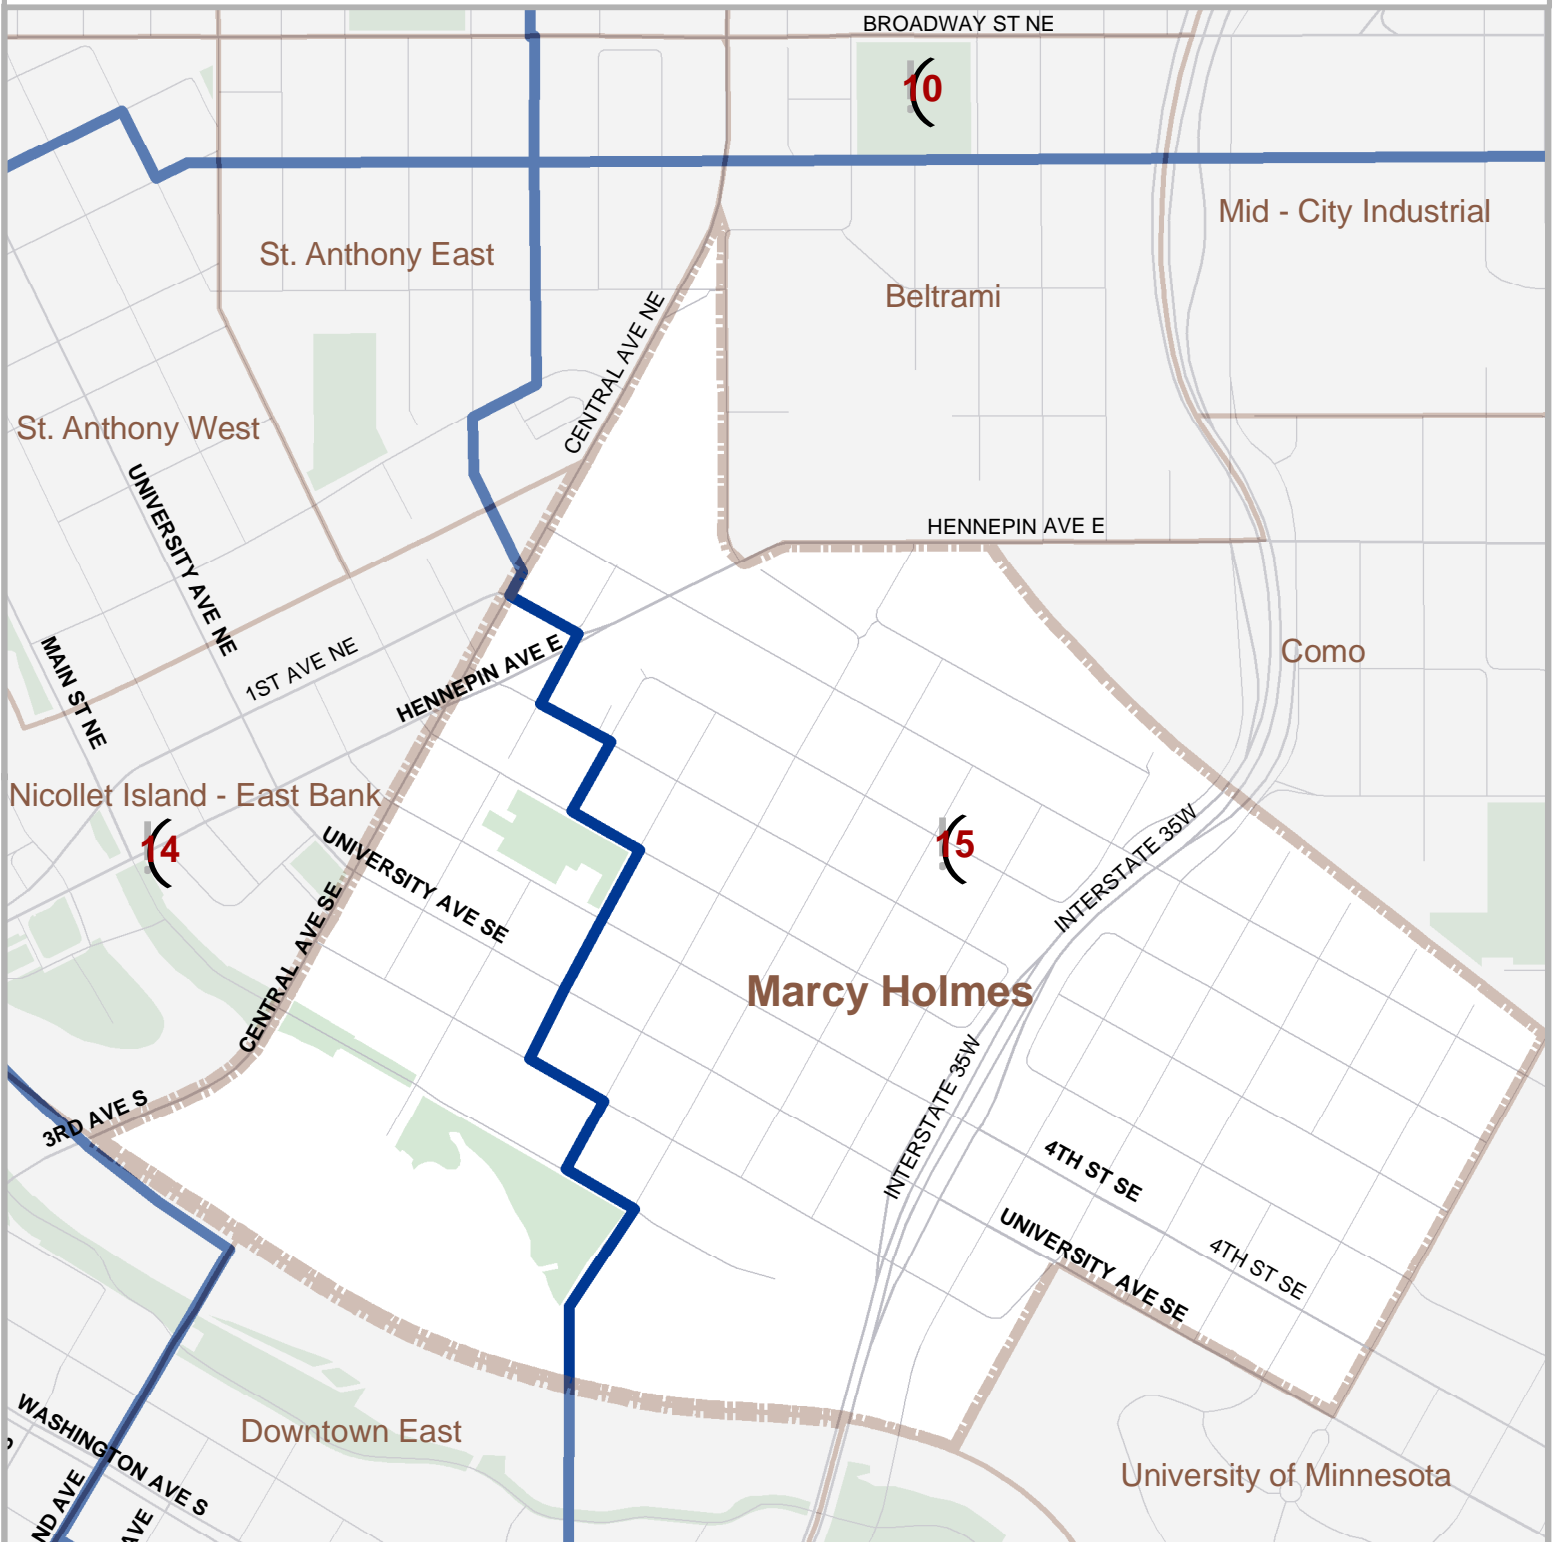 BROADWAY ST NE
10
Mid - City Industrial
St. Anthony East
Beltrami
CENTRAL AVE NE
St. Anthony West
UNIVERSITY AVE NE
HENNEPIN AVE E
MAIN ST NE
1ST AVE NE
HENNEPIN AVE E
Como
Nicollet Island - East Bank
14
UNIVERSITY AVE SE
15
INTERSTATE 35W
CENTRAL AVE SE
Marcy Holmes
INTERSTATE 35W
3RD AVE S
4TH ST SE
UNIVERSITY AVE SE
4TH ST SE
WASHINGTON AVE S
Downtown East
University of Minnesota
ND AVE
AVE